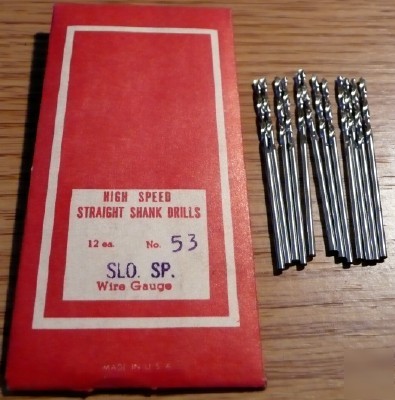 HIGH SPEED
STRAIGHT SHANK DRILLS
12 ea. No. 53
SLO. SP.
Wire Gauge
MADE IN U.S.A.